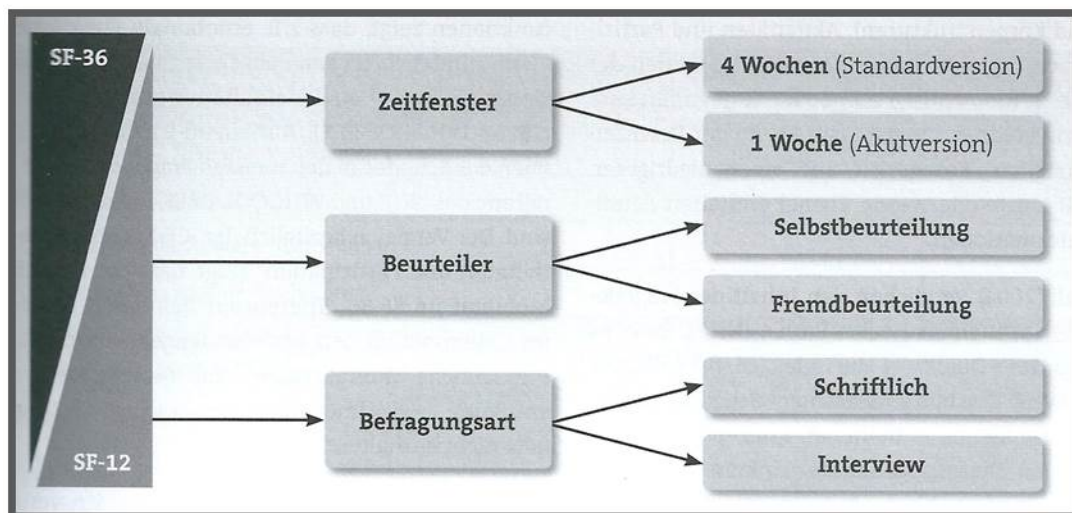 SF-36
Zeitfenster
4 Wochen (Standardversion)
1 Woche (Akutversion)
Beurteiler
Selbstbeurteilung
Fremdbeurteilung
Befragungsart
Schriftlich
Interview
SF-12